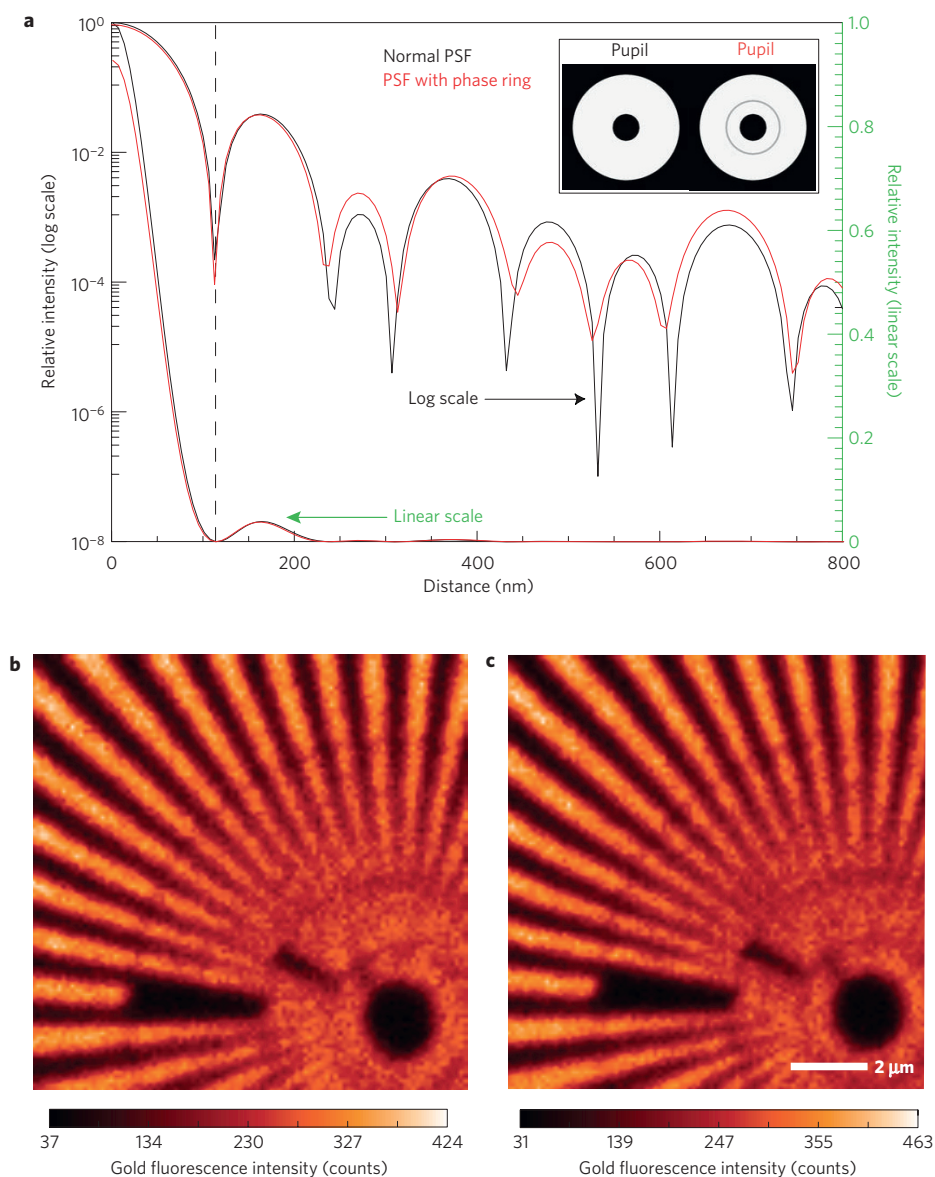 a
10⁰
10⁻²
10⁻⁴
10⁻⁶
10⁻⁸
Relative intensity (log scale)
Normal PSF
PSF with phase ring
Pupil
Pupil
Log scale
Linear scale
1.0
0.8
0.6
0.4
0.2
0
Relative intensity
(linear scale)
0
200
400
600
800
Distance (nm)
b
c
2 μm
37
134
230
327
424
Gold fluorescence intensity (counts)
31
139
247
355
463
Gold fluorescence intensity (counts)